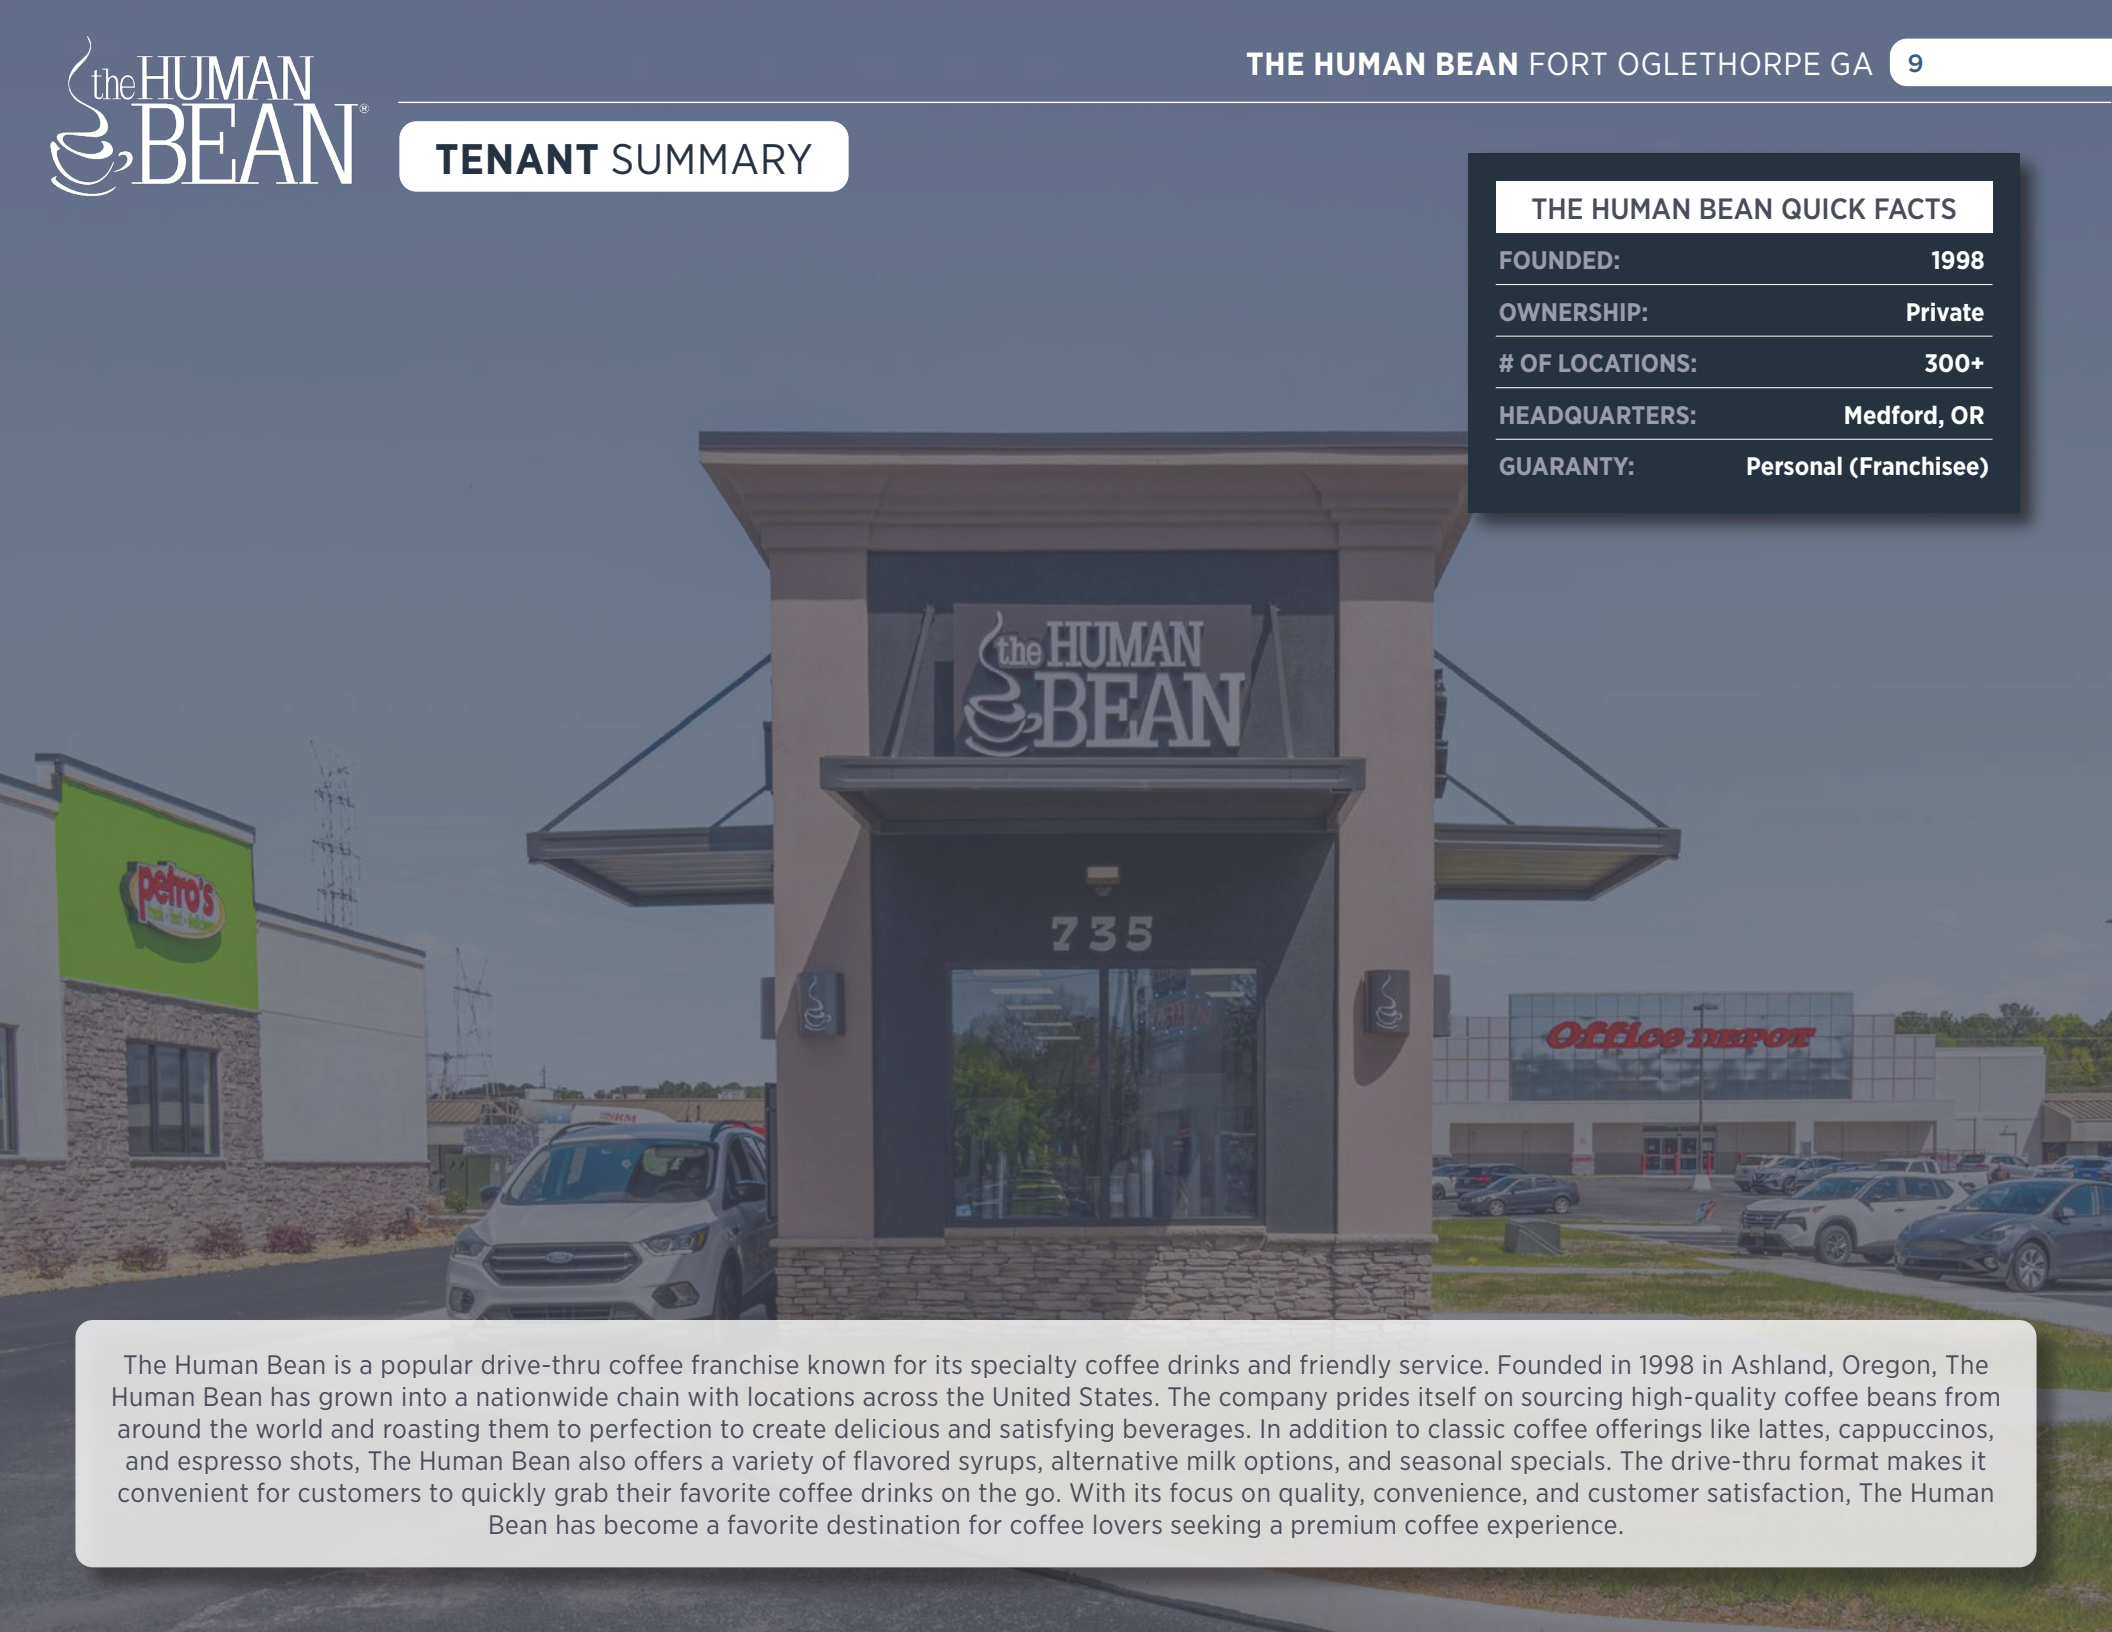 the HUMAN
BEAN®
THE HUMAN BEAN FORT OGLETHORPE GA 9
TENANT SUMMARY
THE HUMAN BEAN QUICK FACTS
FOUNDED: 1998
OWNERSHIP: Private
# OF LOCATIONS: 300+
HEADQUARTERS: Medford, OR
GUARANTY: Personal (Franchisee)
the HUMAN
BEAN
petro's
735
OPEN
Office DEPOT
SKM
Ford
The Human Bean is a popular drive-thru coffee franchise known for its specialty coffee drinks and friendly service. Founded in 1998 in Ashland, Oregon, The
Human Bean has grown into a nationwide chain with locations across the United States. The company prides itself on sourcing high-quality coffee beans from
around the world and roasting them to perfection to create delicious and satisfying beverages. In addition to classic coffee offerings like lattes, cappuccinos,
and espresso shots, The Human Bean also offers a variety of flavored syrups, alternative milk options, and seasonal specials. The drive-thru format makes it
convenient for customers to quickly grab their favorite coffee drinks on the go. With its focus on quality, convenience, and customer satisfaction, The Human
Bean has become a favorite destination for coffee lovers seeking a premium coffee experience.